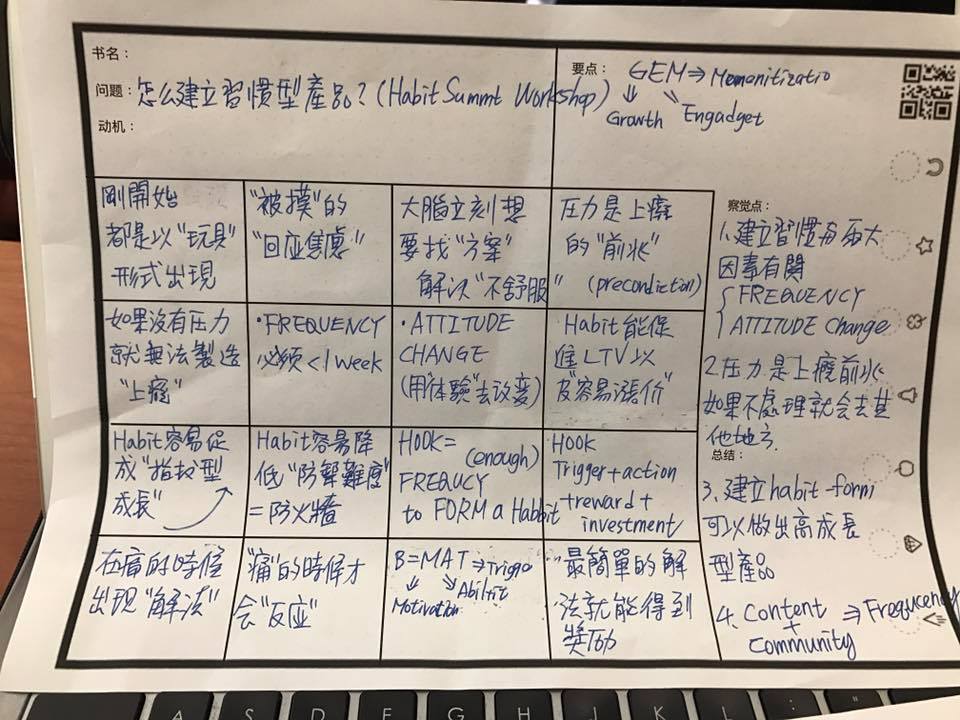 书名：
问题：怎么建立習慣型產品？(Habit Summt Workshop)
动机：
要点： GEM⇒Memanitizatio
Growth Engadget
剛開始
都是以"玩具"
形式出現
"被摸"的
"回应焦慮"
大腦立刻想
要找"方案"
解決"不舒服"
压力是上癮
的"前兆"
(precondiction)
如果沒有压力
就無法製造
"上癮"
·FREQUENCY
必须<1 week
·ATTITUDE
CHANGE
(用"体验"去改变)
Habit能促
進LTV以
及"容易漲价"
Habit容易促
成"指数型
成長"
Habit容易降
低"防禦難度"
=防火牆
HOOK= (enough)
FREQUCY
to FORM a Habbit
HOOK
Trigger+action
+reward+
investment
在痛的時候
出現"解法"
"痛"的時候才
会"反应"
B=MAT⇒Trigro
Motivation Abiltit
"最簡單的解
法就能得到
獎励
察觉点：
1.建立習慣与兩大
因素有関
FREQUENCY
ATTITUDE Change
2.压力是上癮前兆
如果不處理就会去其
他地方
总结：
3.建立habit-form
可以做出高成長
型產品
4.Content ⇒Frequcency
+
Community
A S D F G H J K L : "